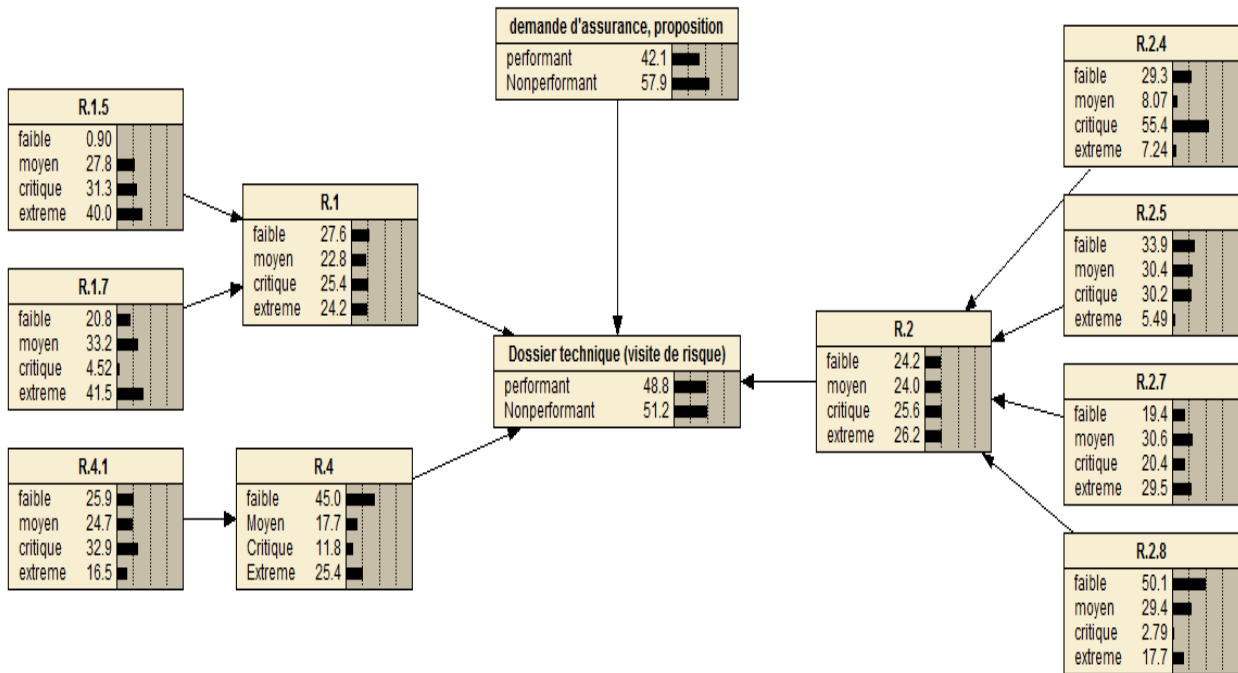 demande d'assurance, proposition
performant 42.1
Nonperformant 57.9
R.1.5
faible 0.90
moyen 27.8
critique 31.3
extreme 40.0
R.1.7
faible 20.8
moyen 33.2
critique 4.52
extreme 41.5
R.4.1
faible 25.9
moyen 24.7
critique 32.9
extreme 16.5
R.1
faible 27.6
moyen 22.8
critique 25.4
extreme 24.2
R.4
faible 45.0
Moyen 17.7
Critique 11.8
Extreme 25.4
Dossier technique (visite de risque)
performant 48.8
Nonperformant 51.2
R.2
faible 24.2
moyen 24.0
critique 25.6
extreme 26.2
R.2.4
faible 29.3
moyen 8.07
critique 55.4
extreme 7.24
R.2.5
faible 33.9
moyen 30.4
critique 30.2
extreme 5.49
R.2.7
faible 19.4
moyen 30.6
critique 20.4
extreme 29.5
R.2.8
faible 50.1
moyen 29.4
critique 2.79
extreme 17.7